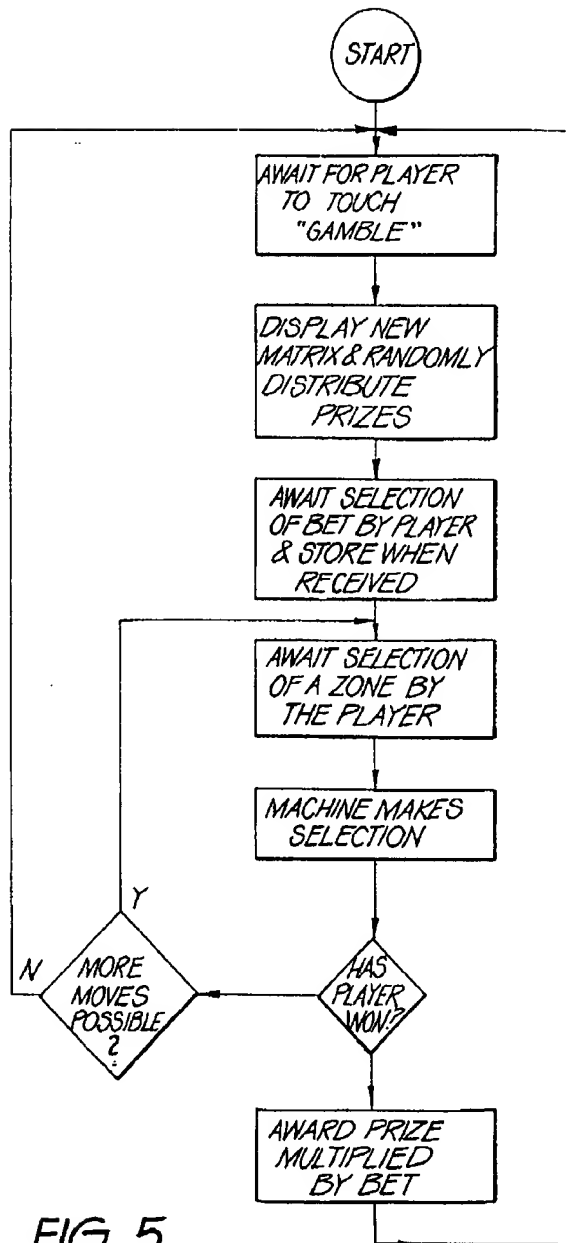 START
AWAIT FOR PLAYER
TO TOUCH
"GAMBLE"
DISPLAY NEW
MATRIX & RANDOMLY
DISTRIBUTE
PRIZES
AWAIT SELECTION
OF BET BY PLAYER
& STORE WHEN
RECEIVED
AWAIT SELECTION
OF A ZONE BY
THE PLAYER
MACHINE MAKES
SELECTION
Y
N
MORE
MOVES
POSSIBLE
?
HAS
PLAYER
WON?
AWARD PRIZE
MULTIPLIED
BY BET
FIG. 5